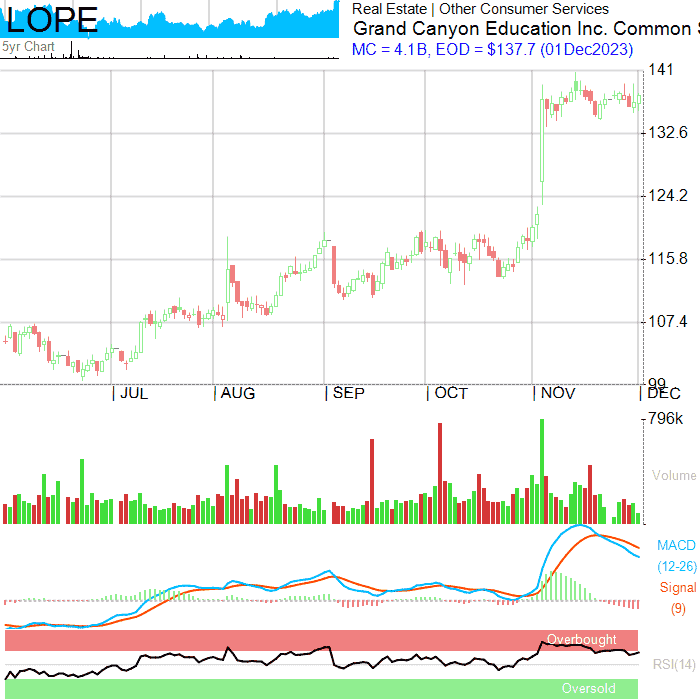 LOPE
5yr Chart
Real Estate | Other Consumer Services
Grand Canyon Education Inc. Common S
MC = 4.1B, EOD = $137.7 (01Dec2023)
141
132.6
124.2
115.8
107.4
99
JUL
AUG
SEP
OCT
NOV
DEC
796k
Volume
MACD
(12-26)
Signal
(9)
Overbought
RSI(14)
Oversold